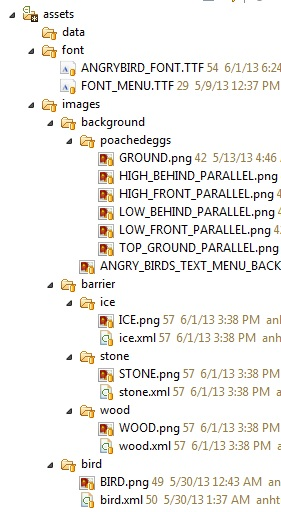 assets
data
font
ANGRYBIRD_FONT.TTF 54 6/1/13 6:24
FONT_MENU.TTF 29 5/9/13 12:37 PM
images
background
poachedeggs
GROUND.png 42 5/13/13 4:46
HIGH_BEHIND_PARALLEL.png
HIGH_FRONT_PARALLEL.png
LOW_BEHIND_PARALLEL.png
LOW_FRONT_PARALLEL.png
TOP_GROUND_PARALLEL.png
ANGRY_BIRDS_TEXT_MENU_BACK
barrier
ice
ICE.png 57 6/1/13 3:38 PM anh
ice.xml 57 6/1/13 3:38 PM anht
stone
STONE.png 57 6/1/13 3:38 PM
stone.xml 57 6/1/13 3:38 PM
wood
WOOD.png 57 6/1/13 3:38 PM
wood.xml 57 6/1/13 3:38 PM
bird
BIRD.png 49 5/30/13 12:43 AM an
bird.xml 50 5/30/13 1:37 AM anht